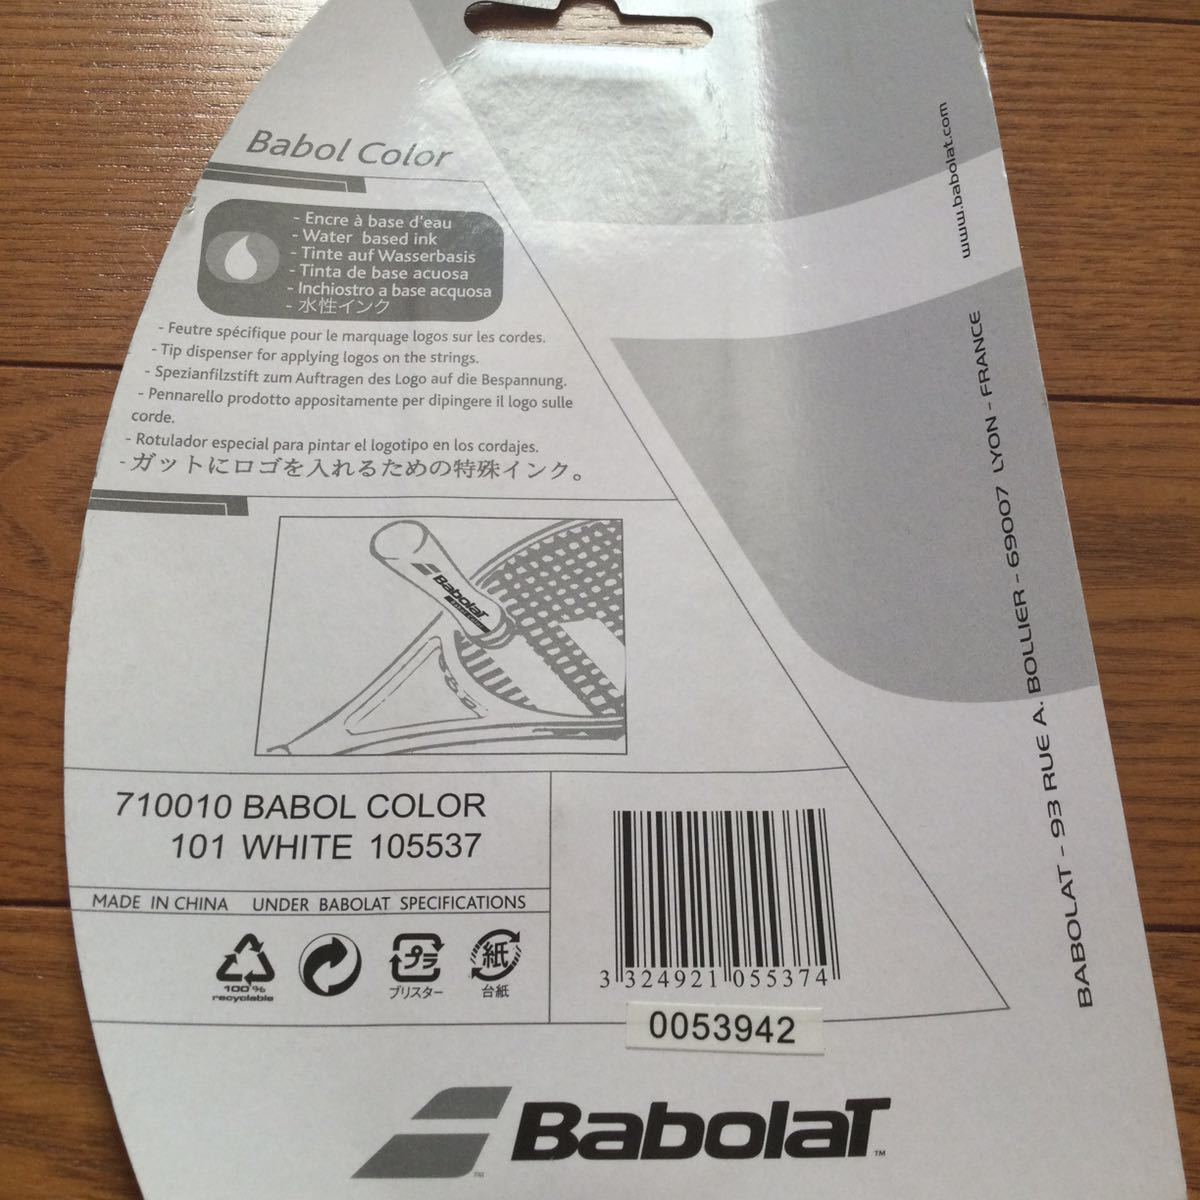 Babol Color
- Encre à base d'eau
- Water based ink
- Tinte auf Wasserbasis
- Tinta de base acuosa
- Inchiostro a base acquosa
- 水性インク
- Feutre spécifique pour le marquage logos sur les cordes.
- Tip dispenser for applying logos on the strings.
- Spezianfilzstift zum Auftragen des Logo auf die Bespannung.
- Pennarello prodotto appositamente per dipingere il logo sulle
corde.
- Rotulador especial para pintar el logotipo en los cordajes.
- ガットにロゴを入れるための特殊インク。
Babolat
710010 BABOL COLOR
101 WHITE 105537
MADE IN CHINA UNDER BABOLAT SPECIFICATIONS
100 %
recyclable
プラ
ブリスター
紙
台紙
3 324921 055374
0053942
Babolat™
www.babolat.com
BABOLAT - 93 RUE A. BOLLIER - 69007 LYON - FRANCE